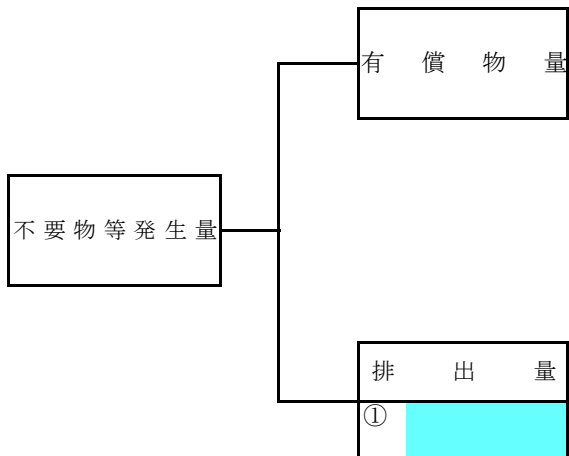 有償物量
不要物等発生量
排出量
①